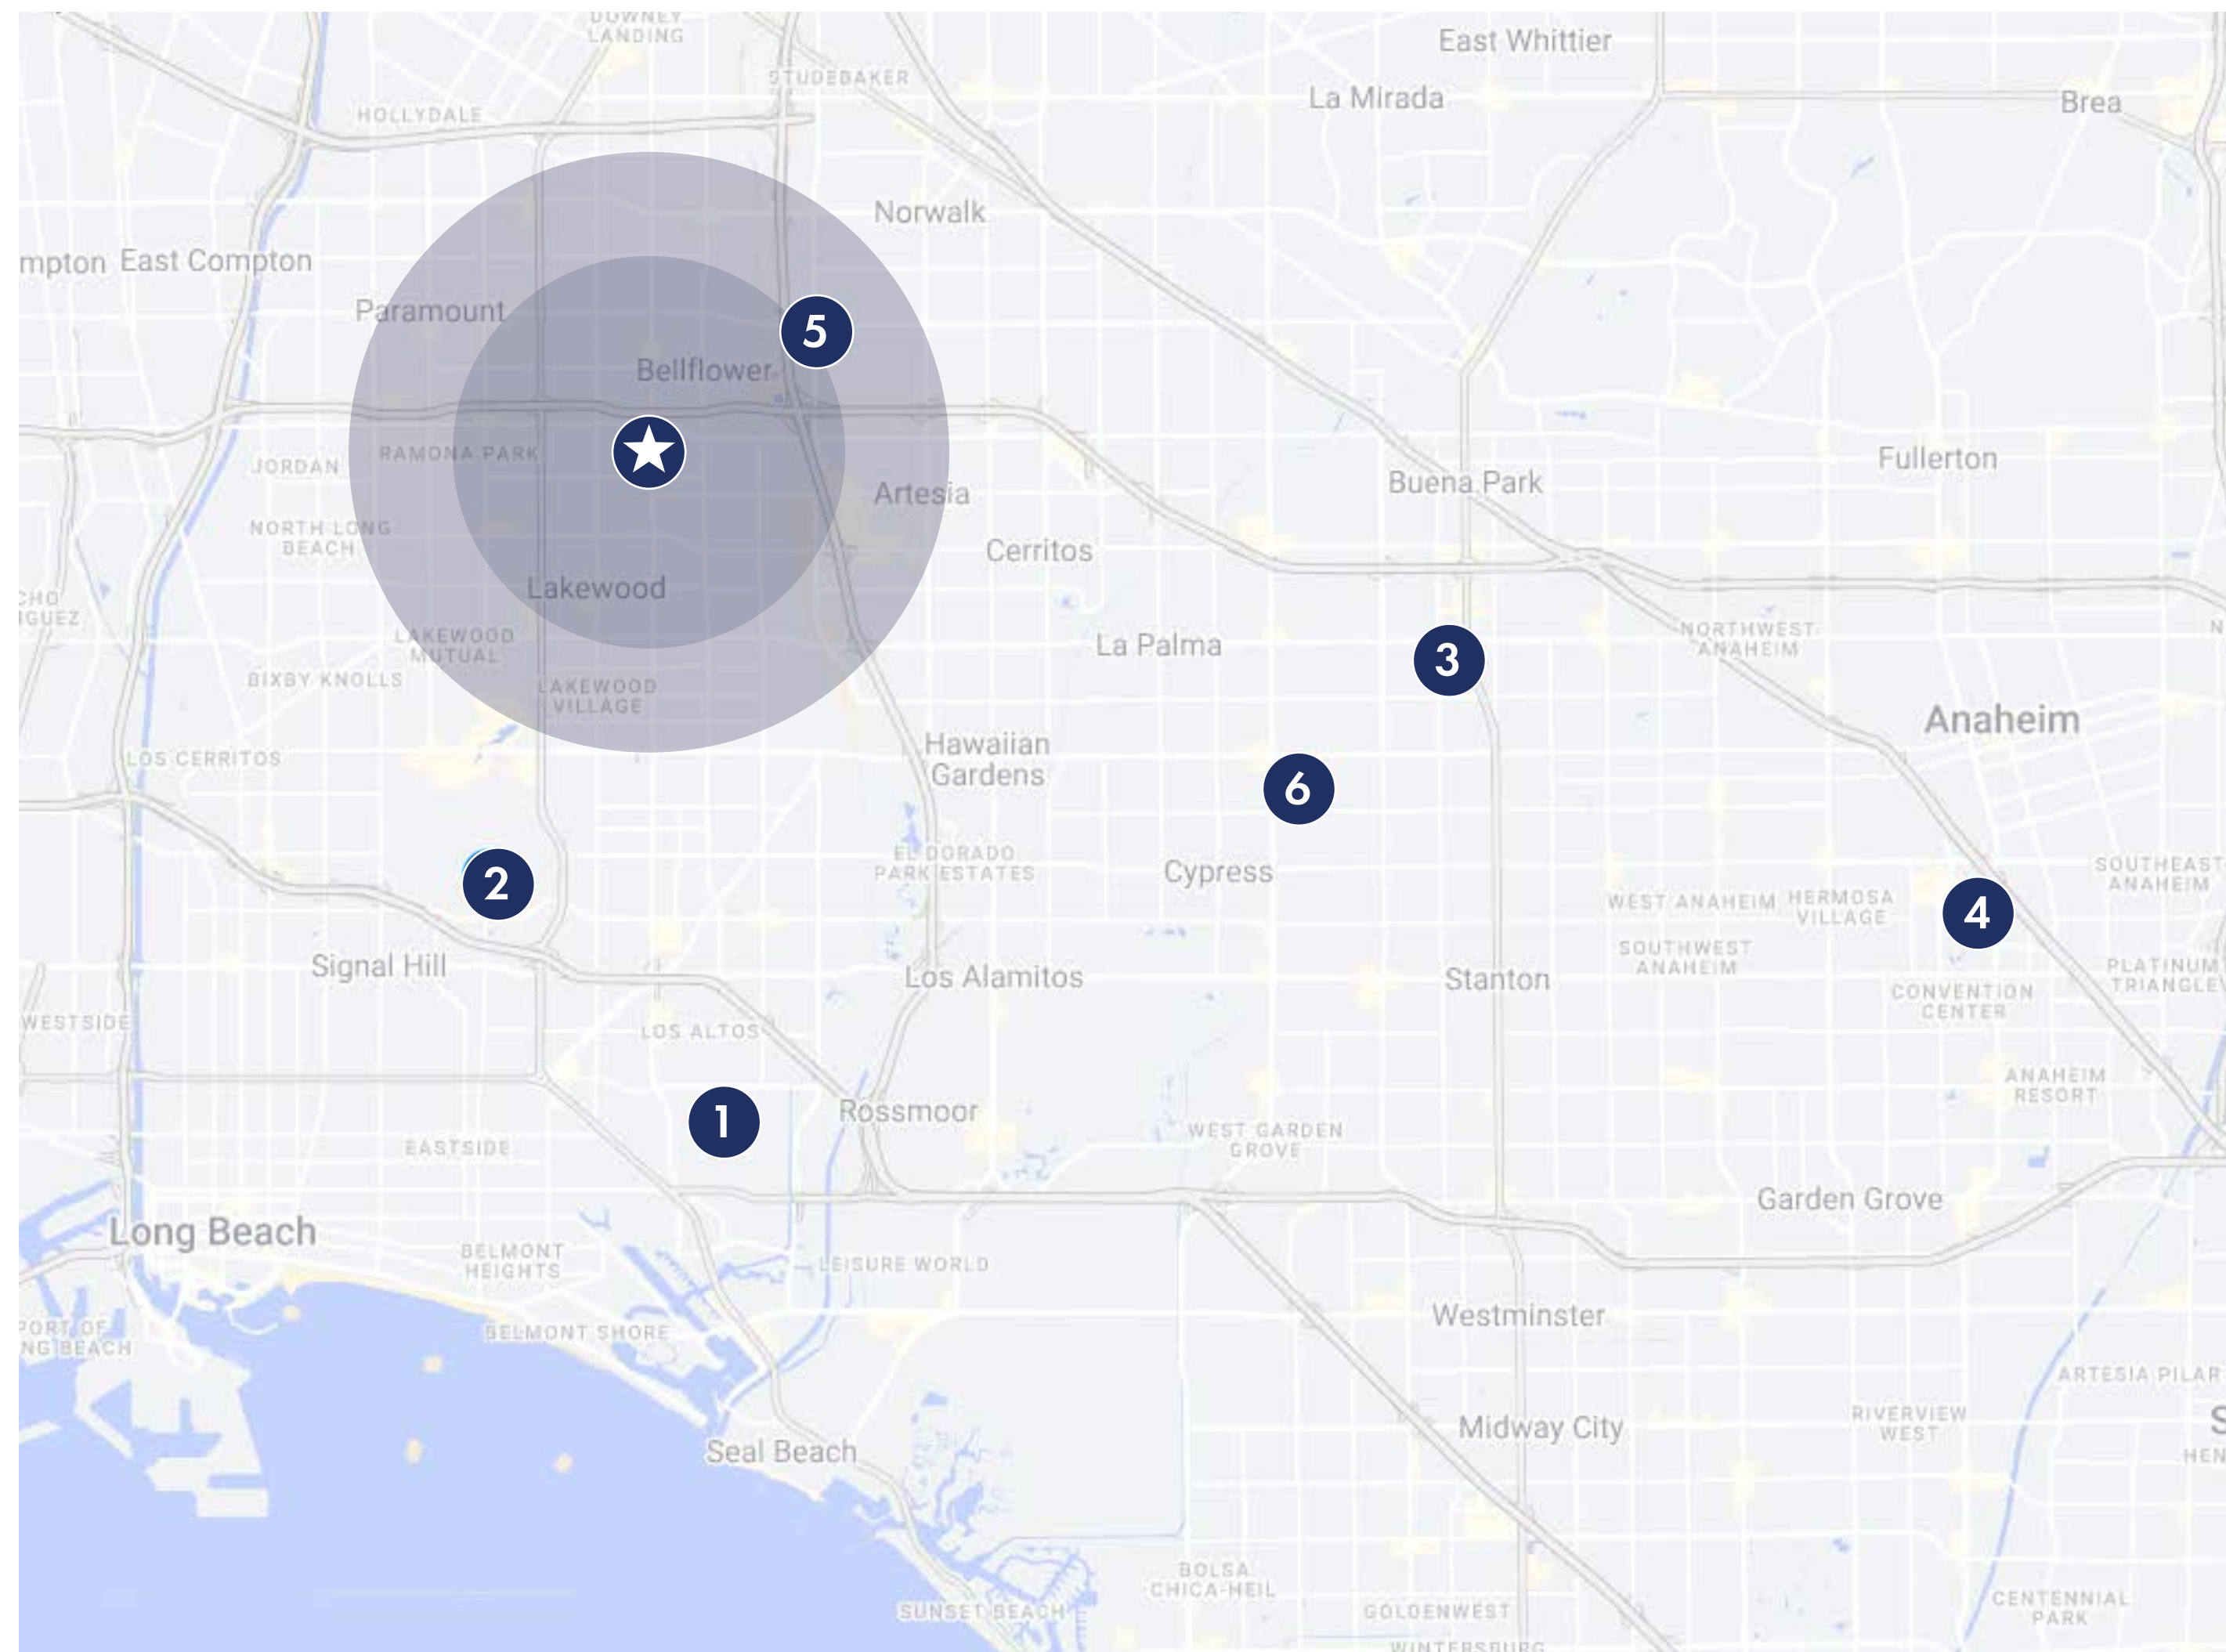 DOWNEY
LANDING
East Whittier
STUDEBAKER
La Mirada
Brea
HOLLYDALE
Norwalk
mpton
East Compton
Paramount
5
Bellflower
RAMONA PARK
JORDAN
Fullerton
Buena Park
Artesia
NORTH LONG
BEACH
Cerritos
Lakewood
CHO
IGUEZ
LAKEWOOD
MUTUAL
La Palma
NORTHWEST
ANAHEIM
N
3
BIXBY KNOLLS
LAKEWOOD
VILLAGE
Anaheim
Hawaiian
Gardens
LOS CERRITOS
6
EL DORADO
PARK ESTATES
Cypress
SOUTHEAST
ANAHEIM
2
WEST ANAHEIM
HERMOSA
VILLAGE
4
Signal Hill
Los Alamitos
Stanton
SOUTHWEST
ANAHEIM
PLATINUM
TRIANGLE
CONVENTION
CENTER
WESTSIDE
LOS ALTOS
ANAHEIM
RESORT
1
Rossmoor
WEST GARDEN
GROVE
EASTSIDE
Garden Grove
Long Beach
BELMONT
HEIGHTS
LEISURE WORLD
Westminster
PORT OF
NG BEACH
BELMONT SHORE
ARTESIA PILAR
Midway City
RIVERVIEW
WEST
S
HEN
Seal Beach
BOLSA
CHICA-HEIL
SUNSET BEACH
GOLDENWEST
CENTENNIAL
PARK
WINTERSBURG